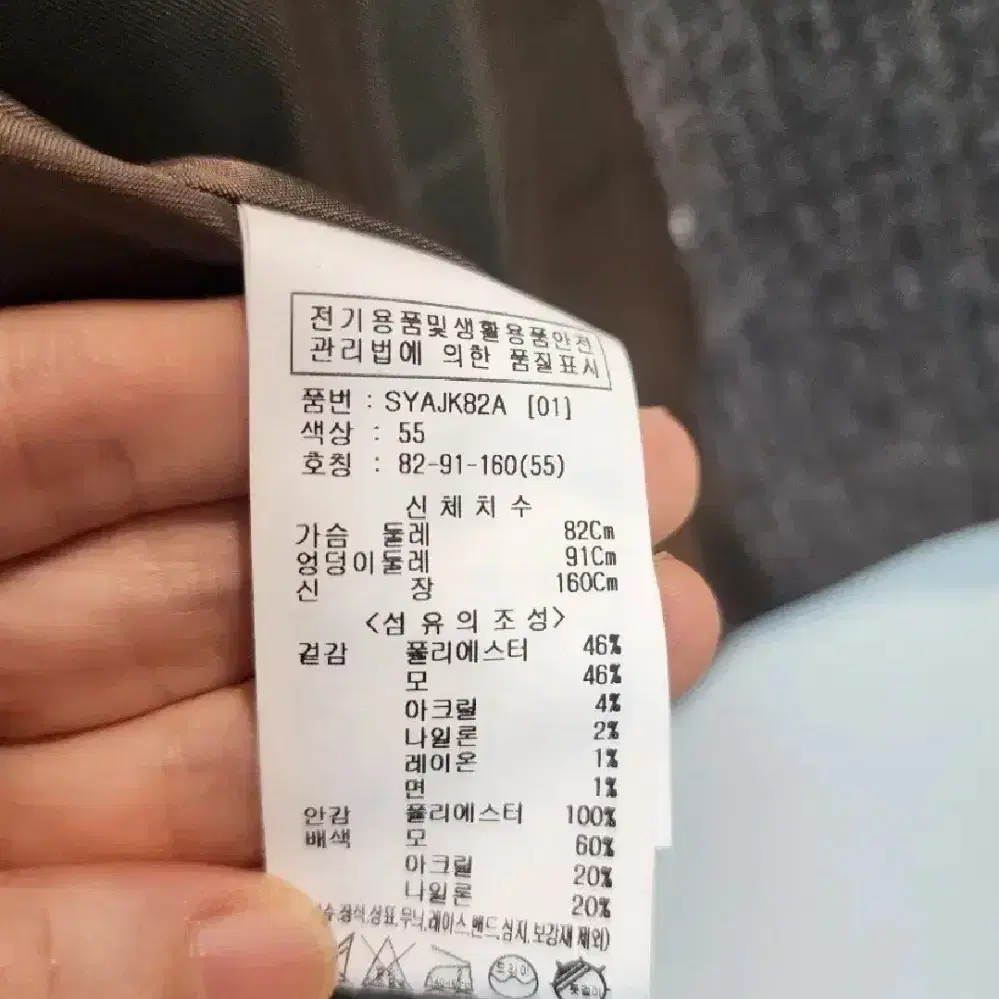 전기용품및생활용품안전
관리법에 의한 품질표시
품번 : SYAJK82A [01]
색상 : 55
호칭 : 82-91-160(55)
신체치수
가슴 둘레 82Cm
엉덩이둘레 91Cm
신 장 160Cm
<섬유의조성>
겉감 폴리에스터 46%
모 46%
아크릴 4%
나일론 2%
레이온 1%
면 1%
안감 폴리에스터 100%
배색 모 60%
아크릴 20%
나일론 20%
장식,상표,무늬,레이스,밴드,심지,보강재 제외)
드라이